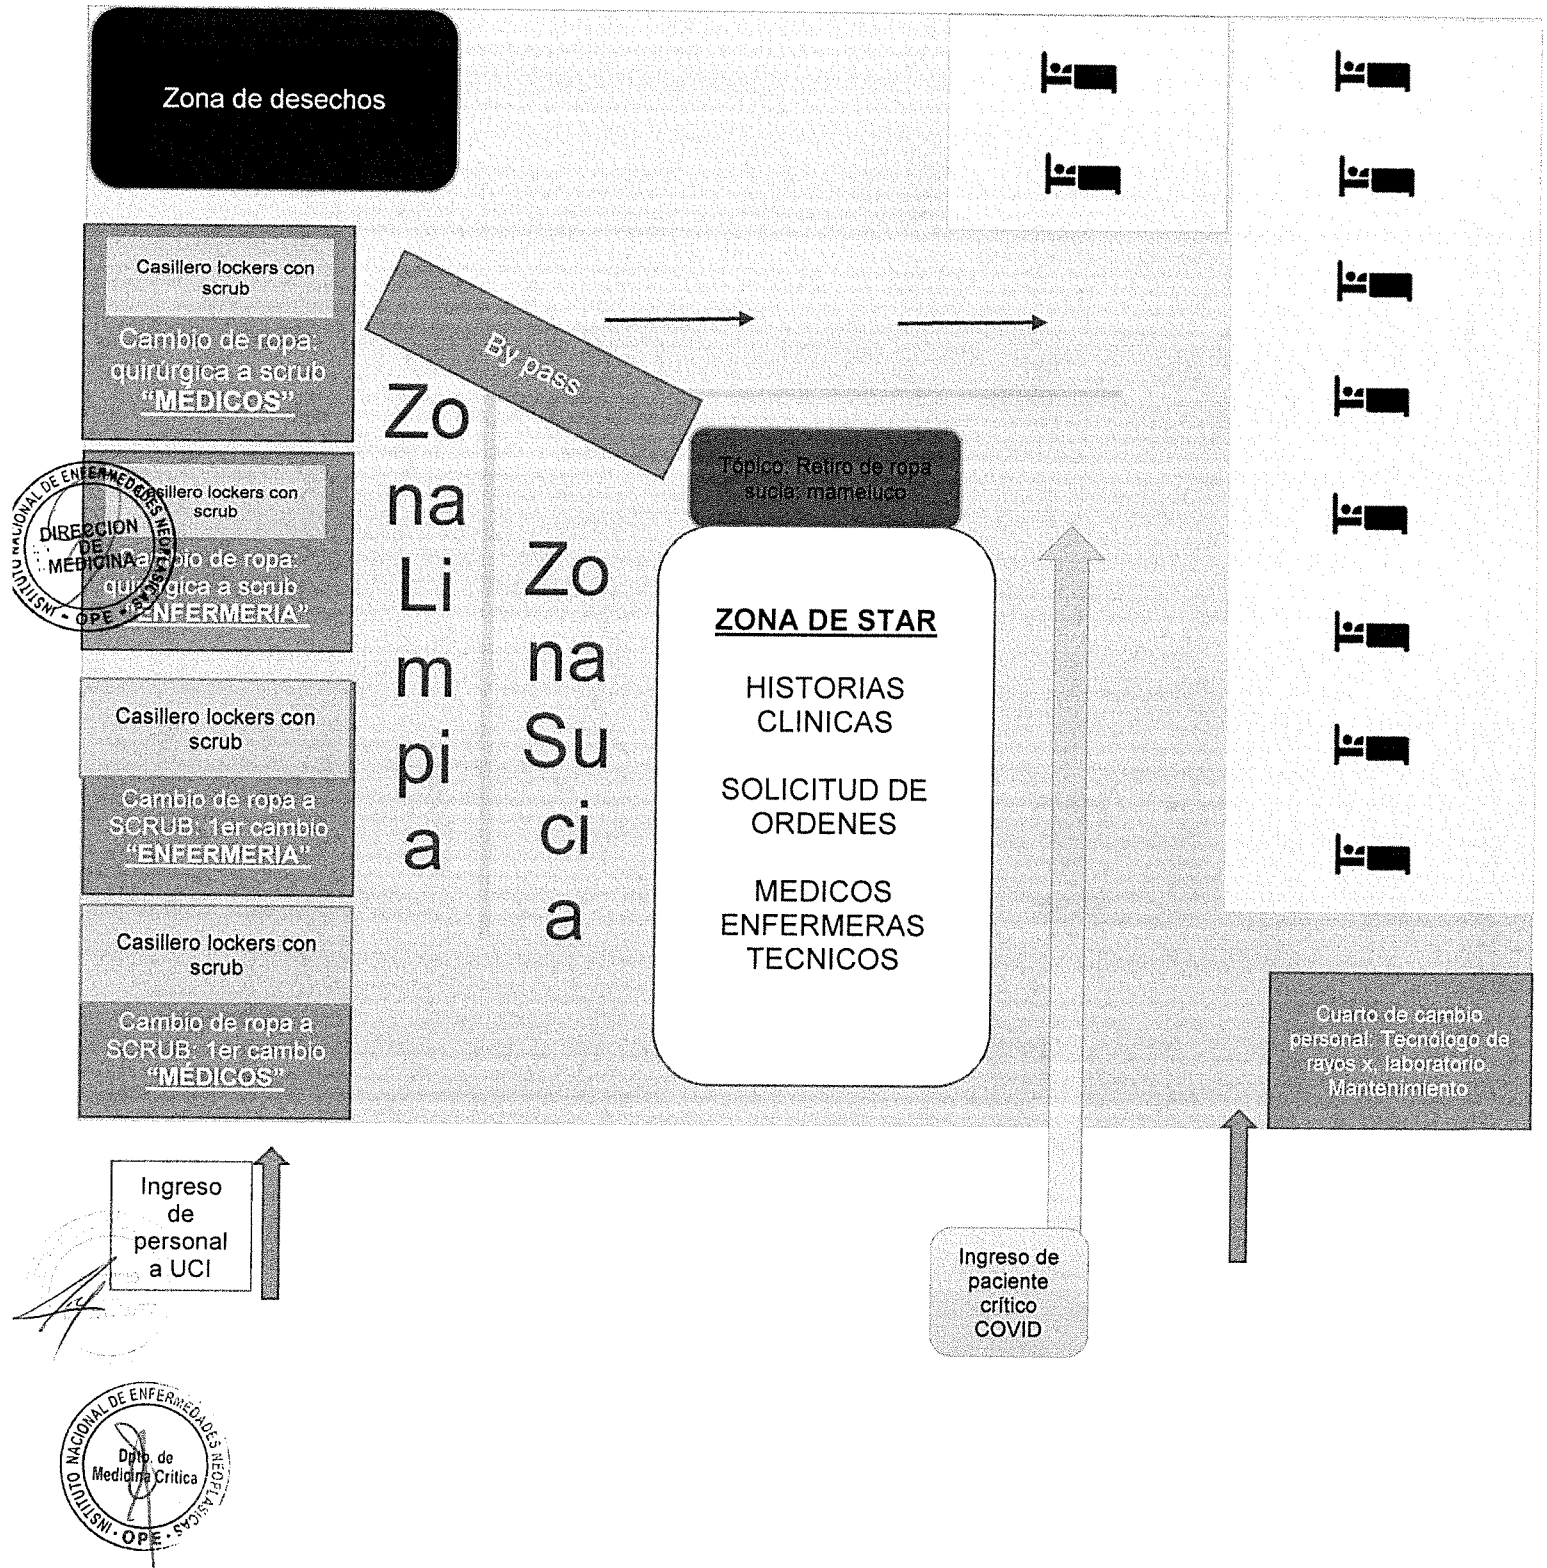 Zona de desechos
Casillero lockers con
scrub
Cambio de ropa
quirúrgica a scrub
“MEDICOS”
By pass
Zo
na
Li
m
pi
a
Zo
na
Su
ci
a
Tópico: Retiro de ropa
sucia, mameluco
Casillero lockers con
scrub
Cambio de ropa:
quirúrgica a scrub
“ENFERMERIA”
INSTITUTO NACIONAL DE ENFERMEDADES NEOPLASICAS
DIRECCION
DE
MEDICINA
OPE
ZONA DE STAR
HISTORIAS
CLINICAS
SOLICITUD DE
ORDENES
MEDICOS
ENFERMERAS
TECNICOS
Casillero lockers con
scrub
Cambio de ropa a
SCRUB: 1er cambio
“ENFERMERIA”
Casillero lockers con
scrub
Cambio de ropa a
SCRUB: 1er cambio
“MÉDICOS”
Cuarto de cambio
personal: Tecnólogo de
rayos x, laboratorio.
Mantenimiento
Ingreso
de
personal
a UCI
Ingreso de
paciente
crítico
COVID
INSTITUTO NACIONAL DE ENFERMEDADES NEOPLASICAS
Dpto. de
Medicina Crítica
OPE